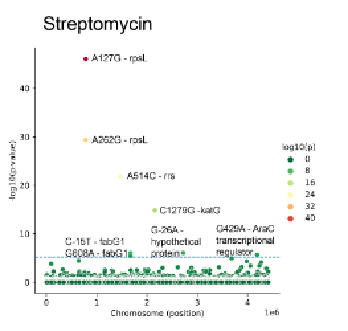 Streptomycin
A127G - rpsL
A262G - rpsL
A514C - rrs
C1279G -katG
C-15T - fabG1
G608A - fabG1
G-26A -
hypothetical
protein
G429A - AraC
transcriptional
regulator
-log10(p-value)
40
30
20
10
0
0
1
2
3
4
1e6
Chromosome (position)
log10(p)
0
8
16
24
32
40